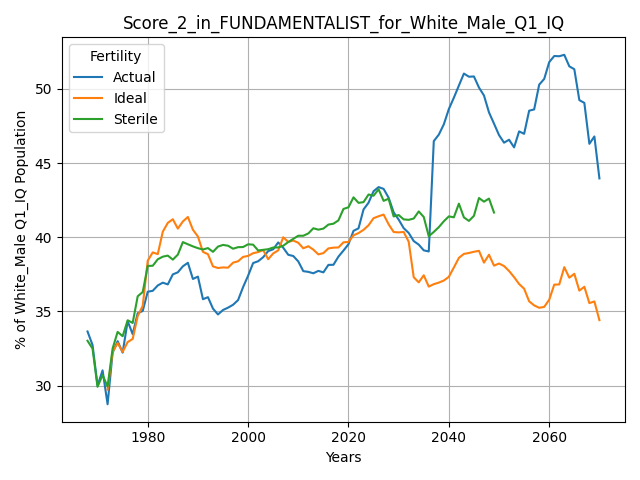 Score_2_in_FUNDAMENTALIST_for_White_Male_Q1_IQ
Fertility
Actual
Ideal
Sterile
% of White_Male Q1_IQ Population
50
45
40
35
30
1980
2000
2020
2040
2060
Years